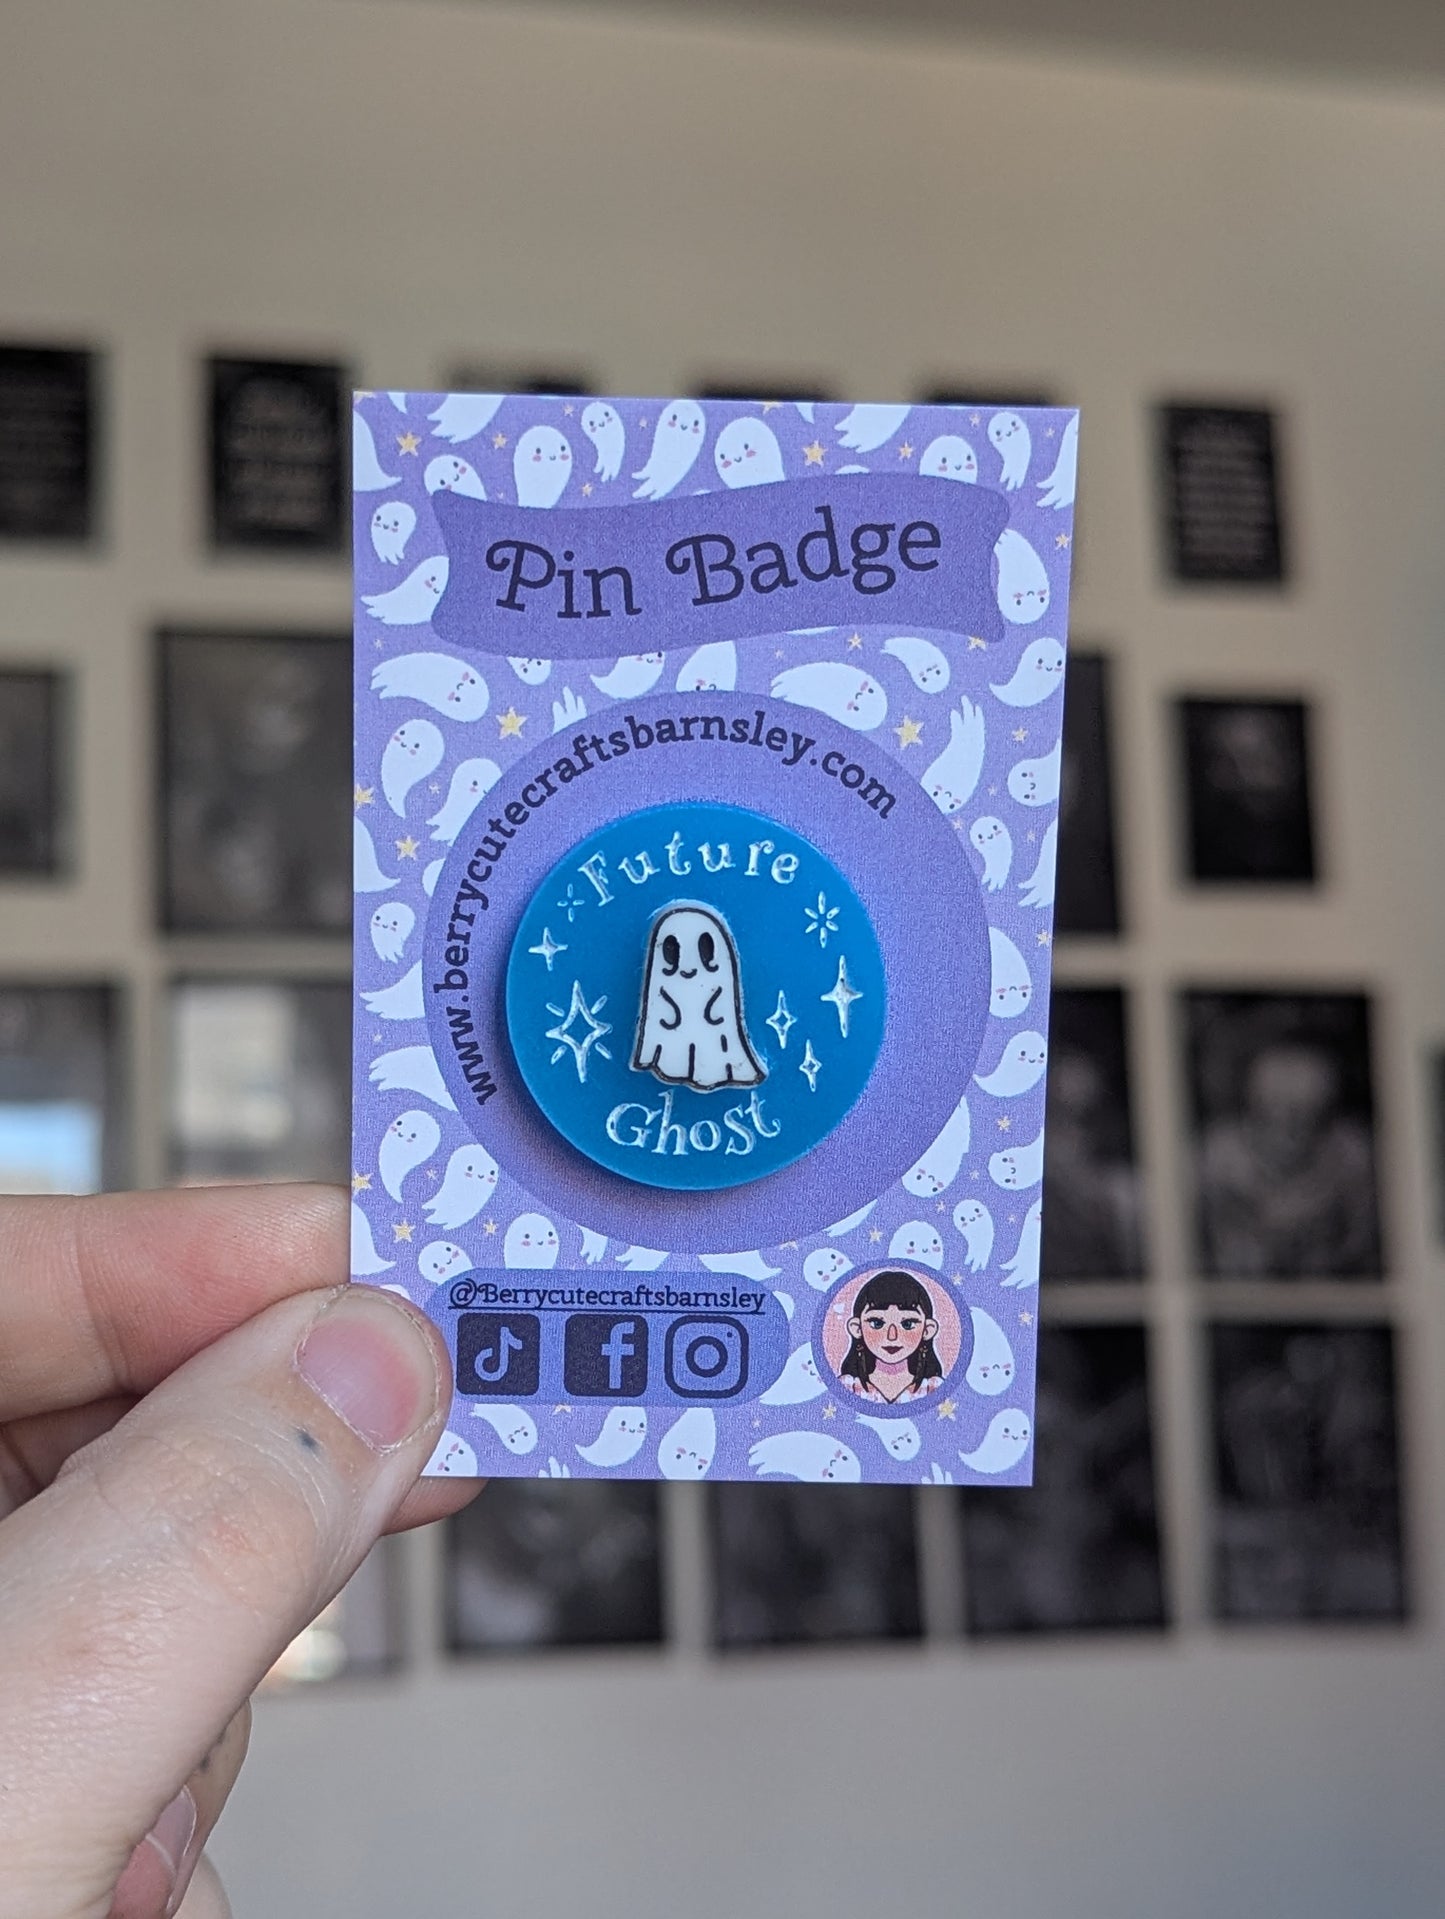 Pin Badge
www.berrycutecraftsbarnsley.com
Future
Ghost
@Berrycutecraftsbarnsley